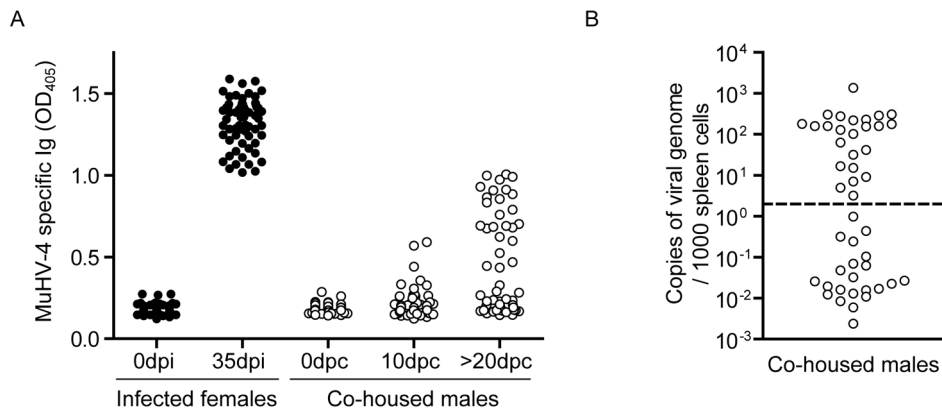 A
MuHV-4 specific Ig (OD405)
1.5
1.0
0.5
0.0
0dpi 35dpi 0dpc 10dpc >20dpc
Infected females Co-housed males
B
Copies of viral genome
/ 1000 spleen cells
10^4
10^3
10^2
10^1
10^0
10^-1
10^-2
10^-3
Co-housed males